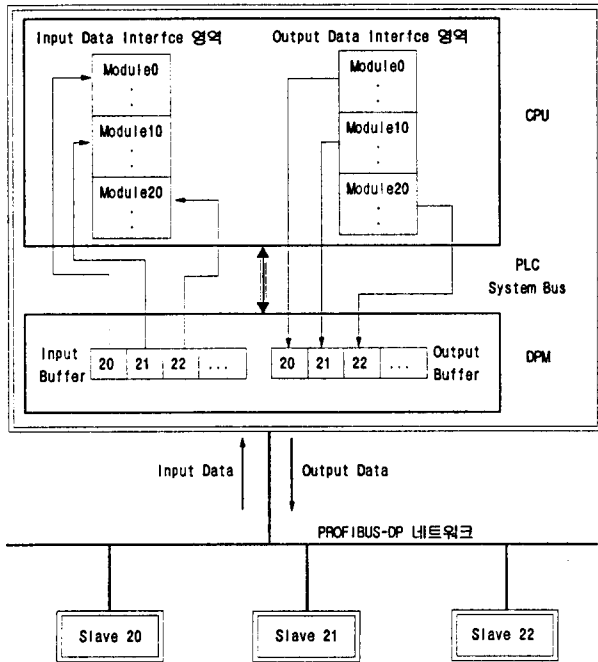 Input Data Interfce 영역
Output Data Interfce 영역
Module0
.
.
Module10
.
.
Module20
.
.
Module0
.
.
Module10
.
.
Module20
.
.
CPU
PLC
System Bus
Input
Buffer
20 21 22 ...
20 21 22 ...
Output
Buffer
DPM
Input Data
Output Data
PROFIBUS-DP 네트워크
Slave 20
Slave 21
Slave 22